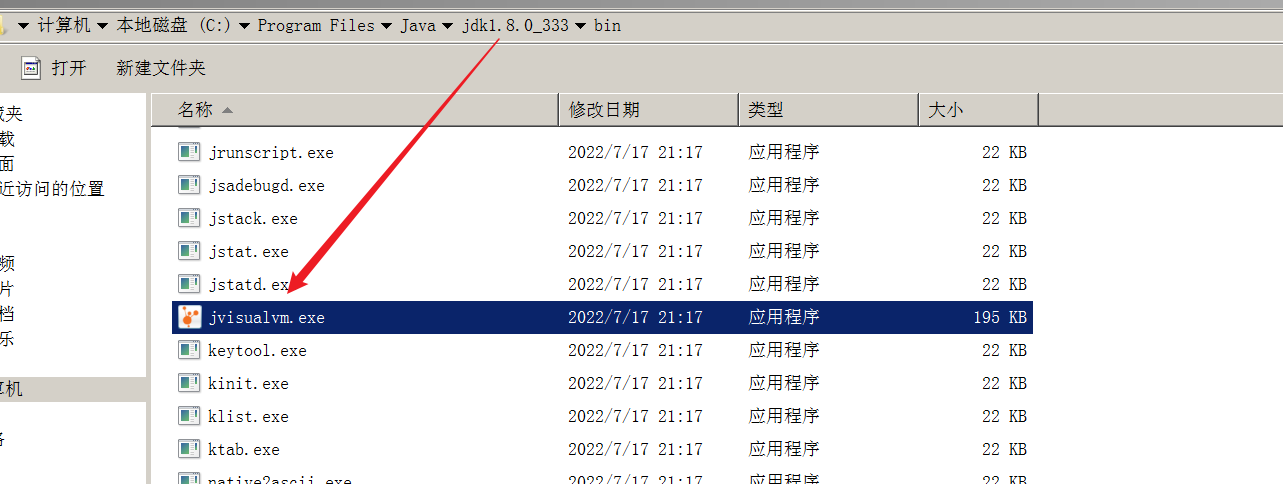 计算机 本地磁盘 (C:) Program Files Java jdk1.8.0_333 bin
打开 新建文件夹
名称 修改日期 类型 大小
jrunscript.exe 2022/7/17 21:17 应用程序 22 KB
载
jsadebugd.exe 2022/7/17 21:17 应用程序 22 KB
面
近访问的位置
jstack.exe 2022/7/17 21:17 应用程序 22 KB
jstat.exe 2022/7/17 21:17 应用程序 22 KB
频
jstatd.exe 2022/7/17 21:17 应用程序 22 KB
片
jvisualvm.exe 2022/7/17 21:17 应用程序 195 KB
档
乐
keytool.exe 2022/7/17 21:17 应用程序 22 KB
kinit.exe 2022/7/17 21:17 应用程序 22 KB
机
klist.exe 2022/7/17 21:17 应用程序 22 KB
ktab.exe 2022/7/17 21:17 应用程序 22 KB
native2ascii.exe 2022/7/17 21:17 应用程序 22 KB